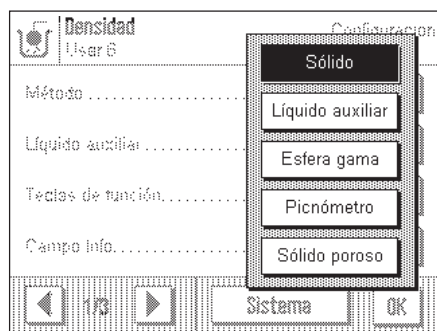 Densidad
User 6
Configuracion
Método
Líquido auxiliar
Teclas de función
Campo Info
Sólido
Líquido auxiliar
Esfera gama
Picnómetro
Sólido poroso
1/3
Sistema
OK